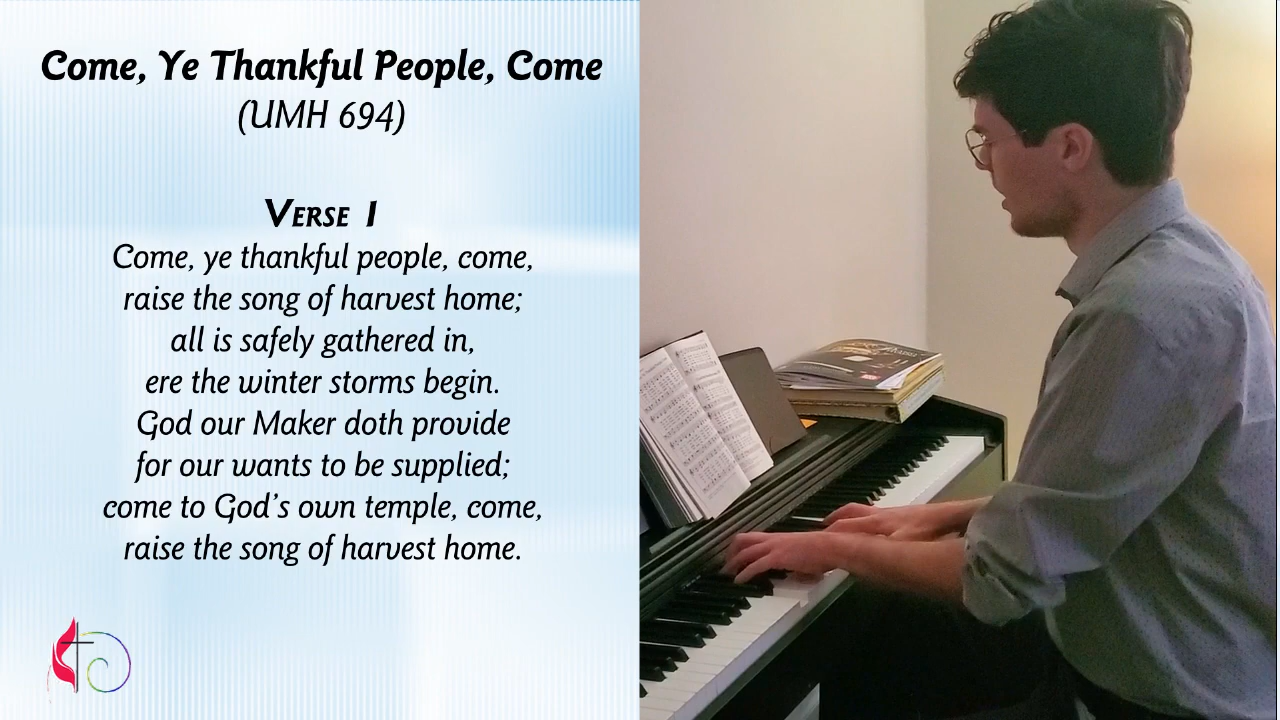 Come, Ye Thankful People, Come
(UMH 694)
Verse 1
Come, ye thankful people, come,
raise the song of harvest home;
all is safely gathered in,
ere the winter storms begin.
God our Maker doth provide
for our wants to be supplied;
come to God's own temple, come,
raise the song of harvest home.